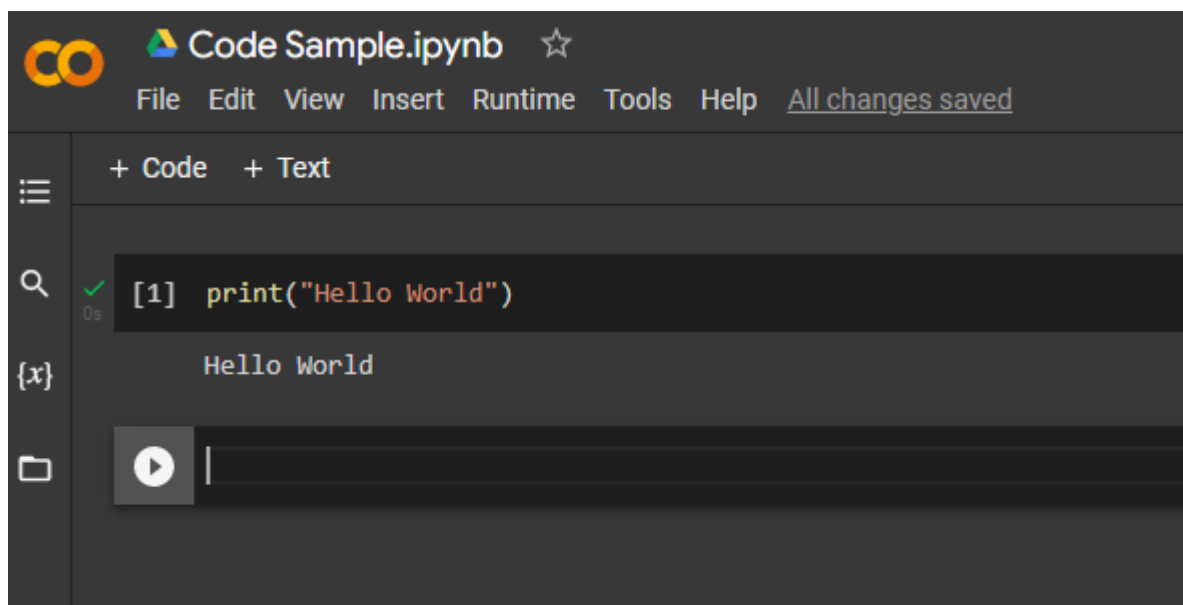 Code Sample.ipynb
File Edit View Insert Runtime Tools Help All changes saved
+ Code + Text
[1] print("Hello World")
0s
Hello World
{x}